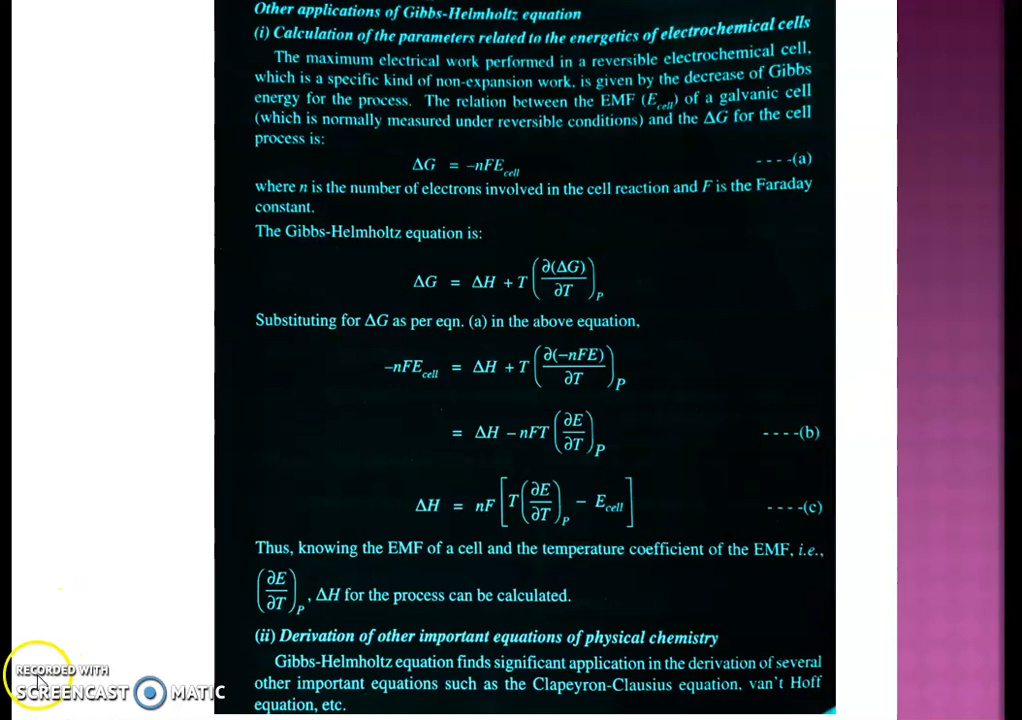 Other applications of Gibbs-Helmholtz equation
(i) Calculation of the parameters related to the energetics of electrochemical cells
The maximum electrical work performed in a reversible electrochemical cell,
which is a specific kind of non-expansion work, is given by the decrease of Gibbs
energy for the process. The relation between the EMF (E_cell) of a galvanic cell
(which is normally measured under reversible conditions) and the ΔG for the cell
process is:
ΔG = –nFE_cell ----(a)
where n is the number of electrons involved in the cell reaction and F is the Faraday
constant.
The Gibbs-Helmholtz equation is:
ΔG = ΔH + T (∂(ΔG)/∂T)_P
Substituting for ΔG as per eqn. (a) in the above equation,
–nFE_cell = ΔH + T (∂(–nFE)/∂T)_P
= ΔH – nFT (∂E/∂T)_P ----(b)
ΔH = nF [T (∂E/∂T)_P – E_cell] ----(c)
Thus, knowing the EMF of a cell and the temperature coefficient of the EMF, i.e.,
(∂E/∂T)_P, ΔH for the process can be calculated.
(ii) Derivation of other important equations of physical chemistry
Gibbs-Helmholtz equation finds significant application in the derivation of several
other important equations such as the Clapeyron-Clausius equation, van't Hoff
equation, etc.
RECORDED WITH
SCREENCAST MATIC